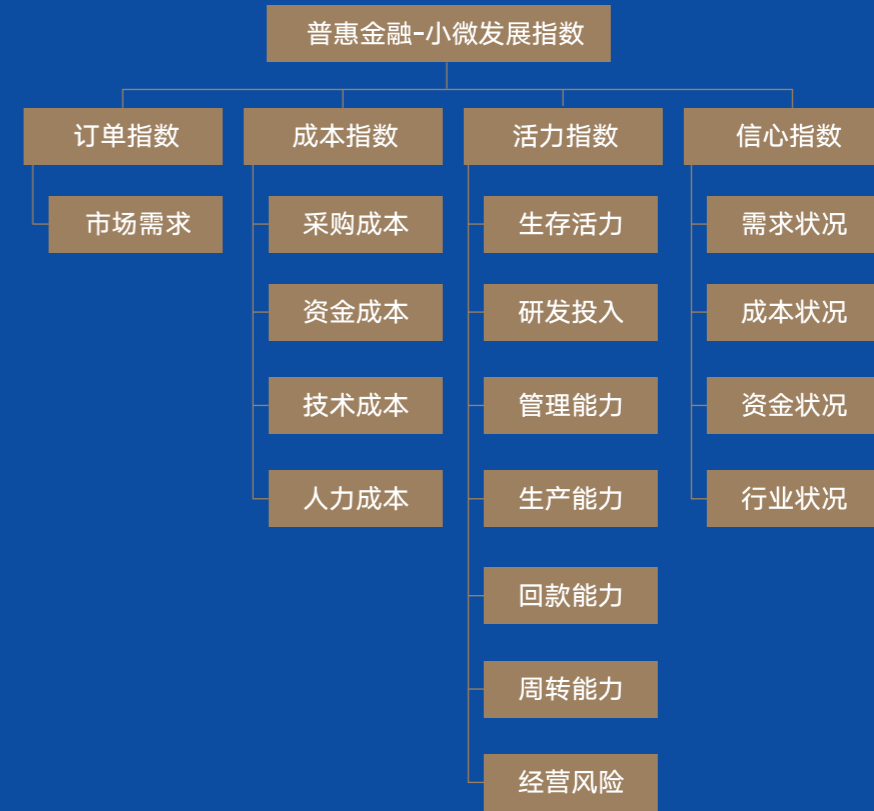 普惠金融-小微发展指数
订单指数
市场需求
成本指数
采购成本
资金成本
技术成本
人力成本
活力指数
生存活力
研发投入
管理能力
生产能力
回款能力
周转能力
经营风险
信心指数
需求状况
成本状况
资金状况
行业状况